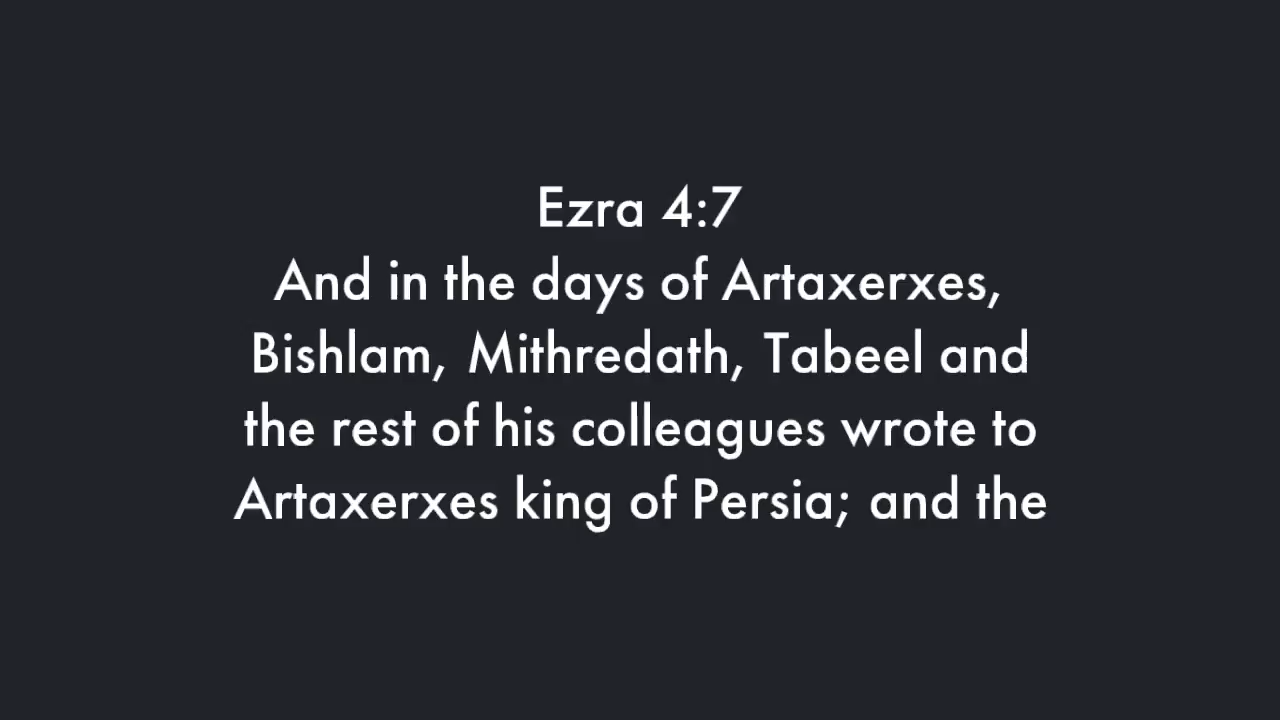 Ezra 4:7
And in the days of Artaxerxes,
Bishlam, Mithredath, Tabeel and
the rest of his colleagues wrote to
Artaxerxes king of Persia; and the